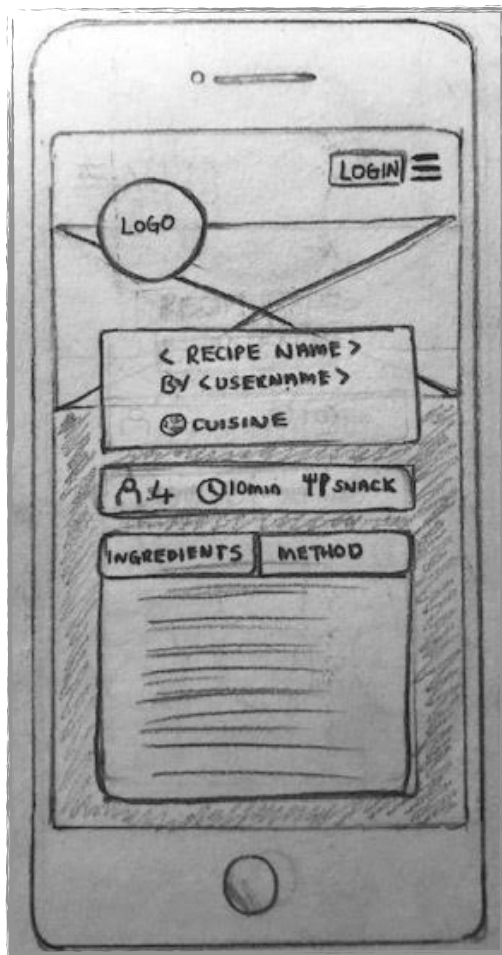 LOGIN
LOGO
< RECIPE NAME >
BY <USERNAME>
CUISINE
:4 10min SNACK
INGREDIENTS METHOD